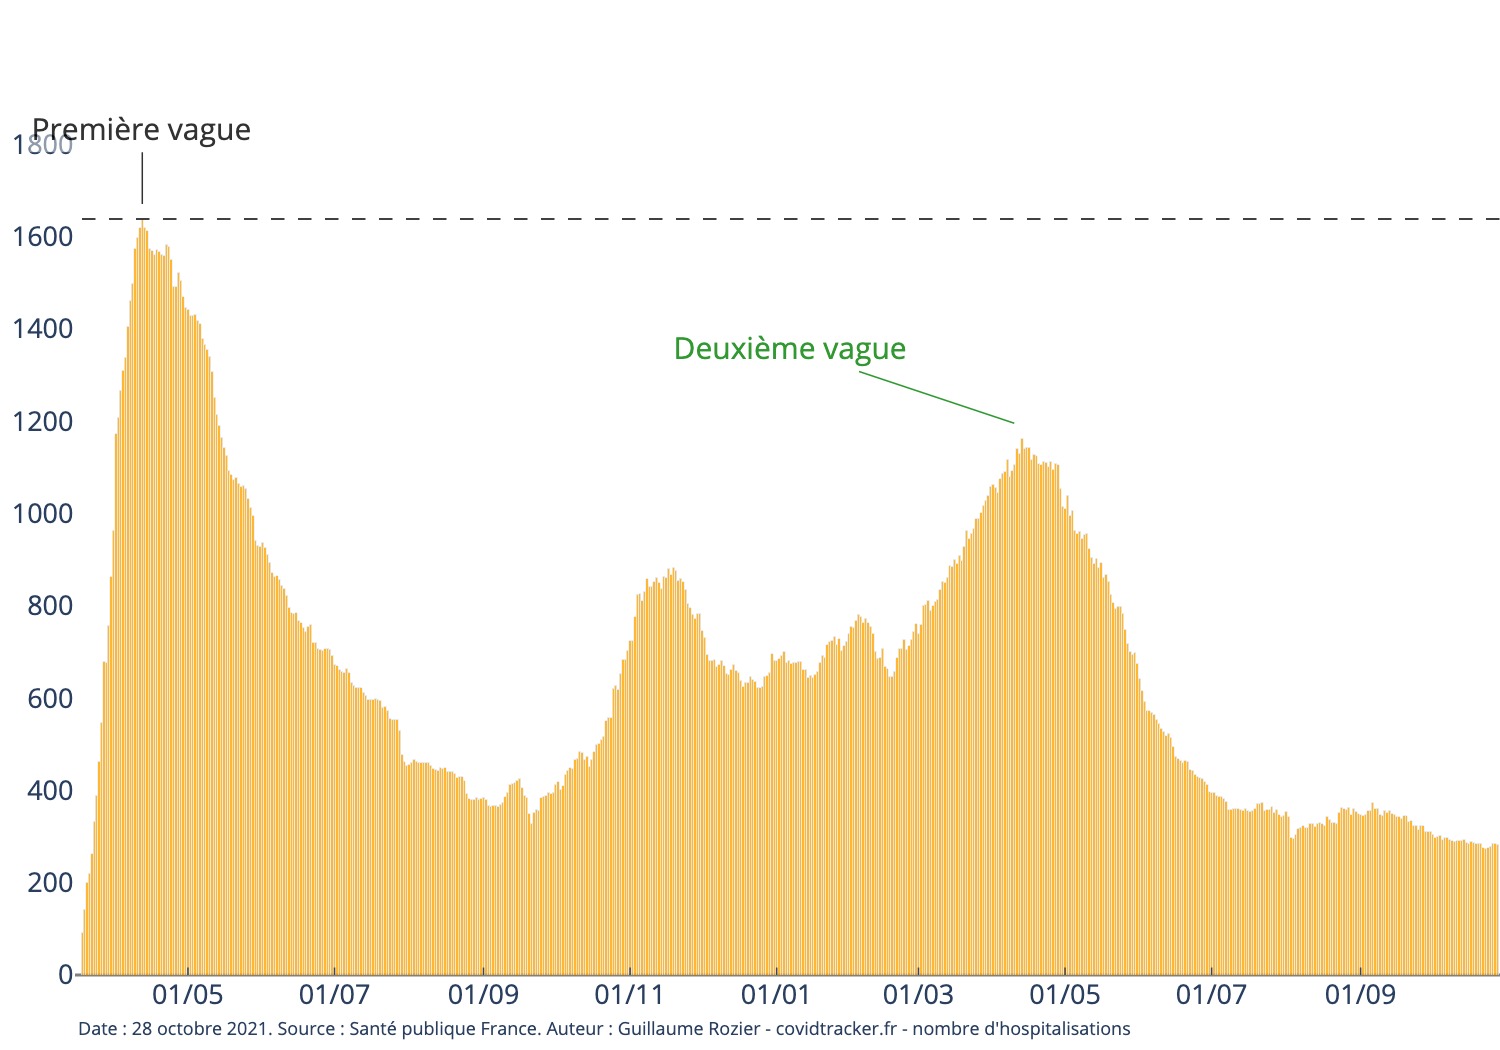 Première vague
1800
1600
1400
Deuxième vague
1200
1000
800
600
400
200
0
01/05 01/07 01/09 01/11 01/01 01/03 01/05 01/07 01/09
Date : 28 octobre 2021. Source : Santé publique France. Auteur : Guillaume Rozier - covidtracker.fr - nombre d'hospitalisations